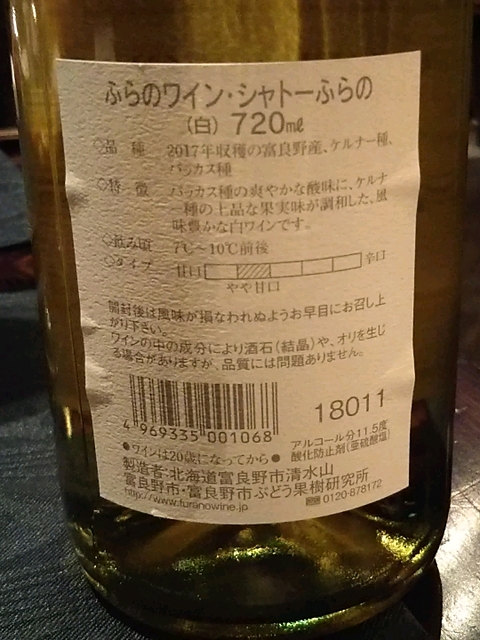 ふらのワイン・シャトーふらの
(白) 720mℓ
◇品 種 2017年収穫の富良野産、ケルナー種、
バッカス種
◇特 徴 バッカス種の爽やかな酸味に、ケルナ
ー種の上品な果実味が調和した、風
味豊かな白ワインです。
◇飲み頃 7℃〜10℃前後
◇タイプ 甘口 辛口
やや甘口
開封後は風味が損なわれぬようお早目にお召し上
がり下さい。
ワインの中の成分により酒石(結晶)や、オリを生じ
る場合がありますが、品質には問題ありません。
4 969335 001068
18011
アルコール分11.5度
●ワインは20歳になってから●
酸化防止剤(亜硫酸塩)
製造者:北海道富良野市清水山
富良野市・富良野市ぶどう果樹研究所
http://www.furanowine.jp 0120-878172